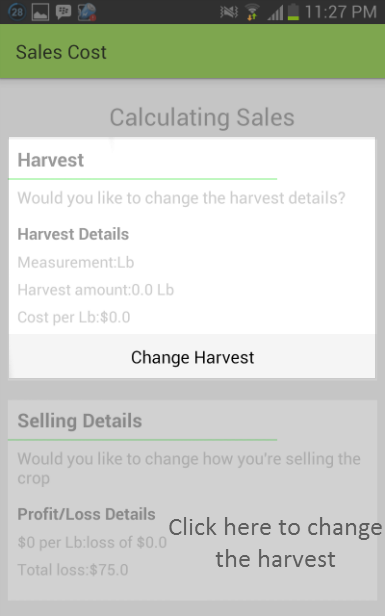 28 11:27 PM
Sales Cost
Calculating Sales
Harvest
Would you like to change the harvest details?
Harvest Details
Measurement:Lb
Harvest amount:0.0 Lb
Cost per Lb:$0.0
Change Harvest
Selling Details
Would you like to change how you're selling the
crop
Profit/Loss Details
$0 per Lb:loss of $0.0
Total loss:$75.0
Click here to change
the harvest